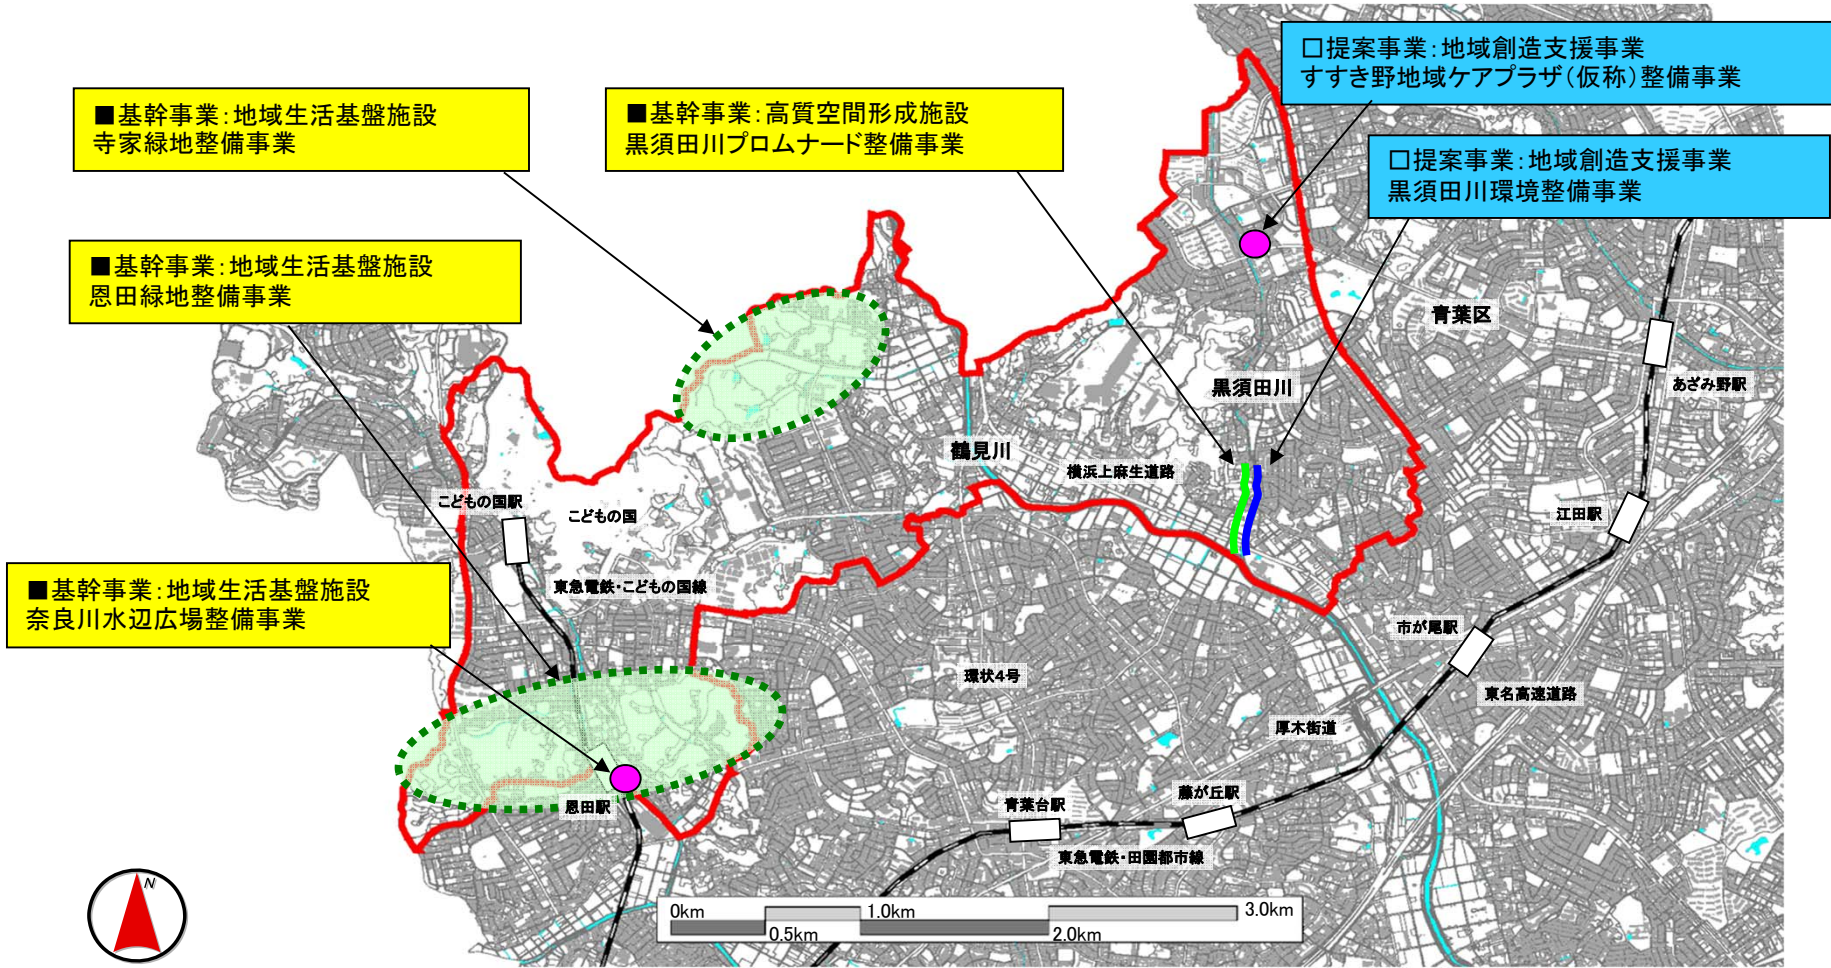 □提案事業:地域創造支援事業
すすき野地域ケアプラザ(仮称)整備事業
■基幹事業:地域生活基盤施設
寺家緑地整備事業
■基幹事業:高質空間形成施設
黒須田川プロムナード整備事業
□提案事業:地域創造支援事業
黒須田川環境整備事業
■基幹事業:地域生活基盤施設
恩田緑地整備事業
青葉区
あざみ野駅
黒須田川
鶴見川
横浜上麻生道路
こどもの国駅
こどもの国
江田駅
東急電鉄・こどもの国線
■基幹事業:地域生活基盤施設
奈良川水辺広場整備事業
市が尾駅
環状4号
東名高速道路
厚木街道
恩田駅
青葉台駅
藤が丘駅
東急電鉄・田園都市線
N
0km
1.0km
3.0km
0.5km
2.0km